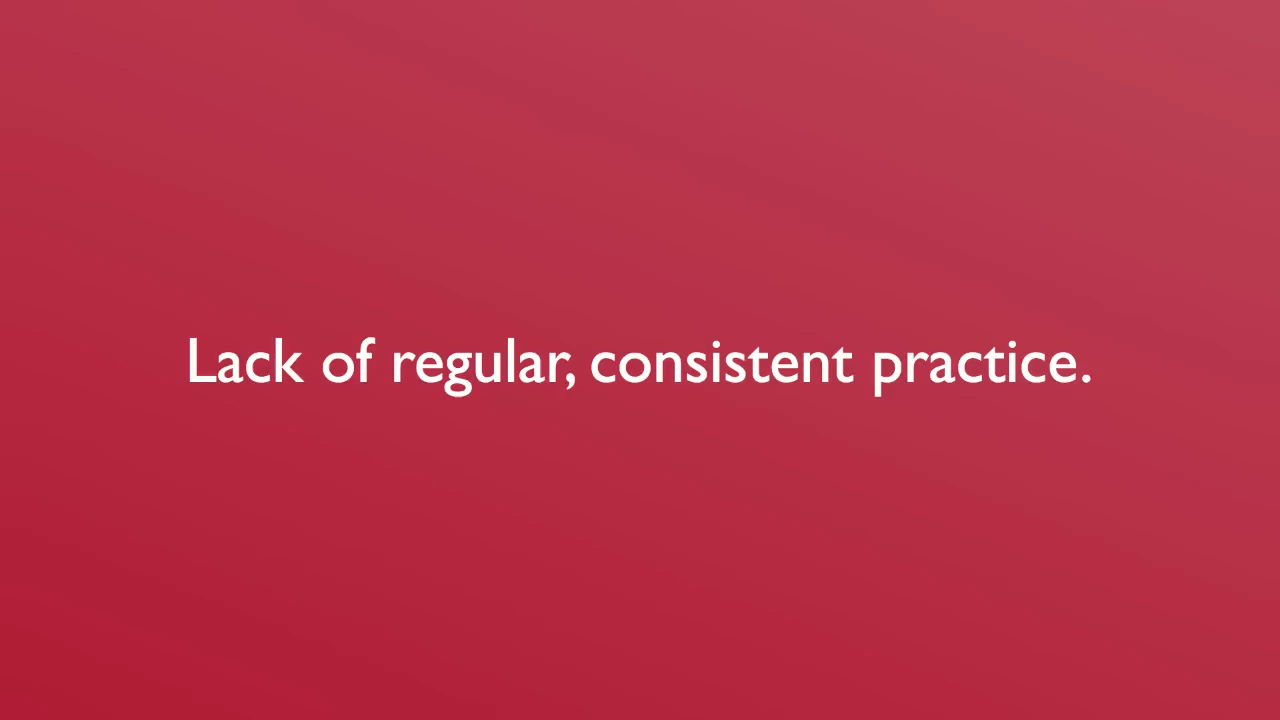 Lack of regular, consistent practice.